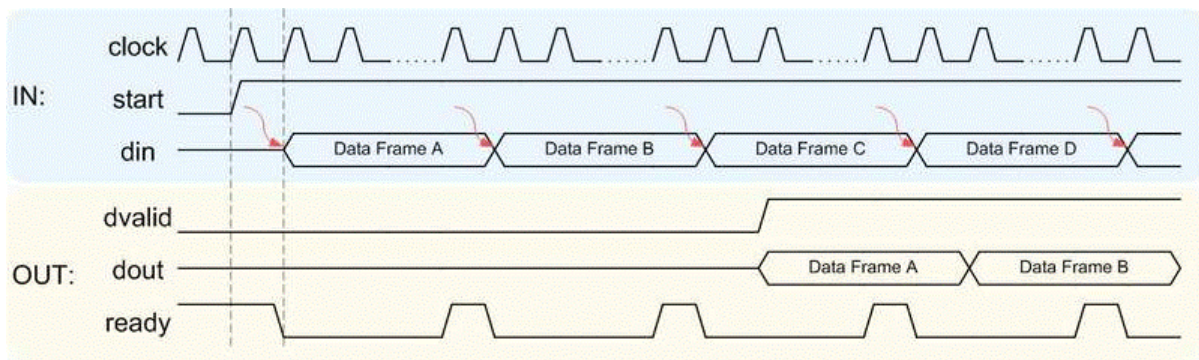 IN:
clock
start
din
Data Frame A
Data Frame B
Data Frame C
Data Frame D
OUT:
dvalid
dout
Data Frame A
Data Frame B
ready